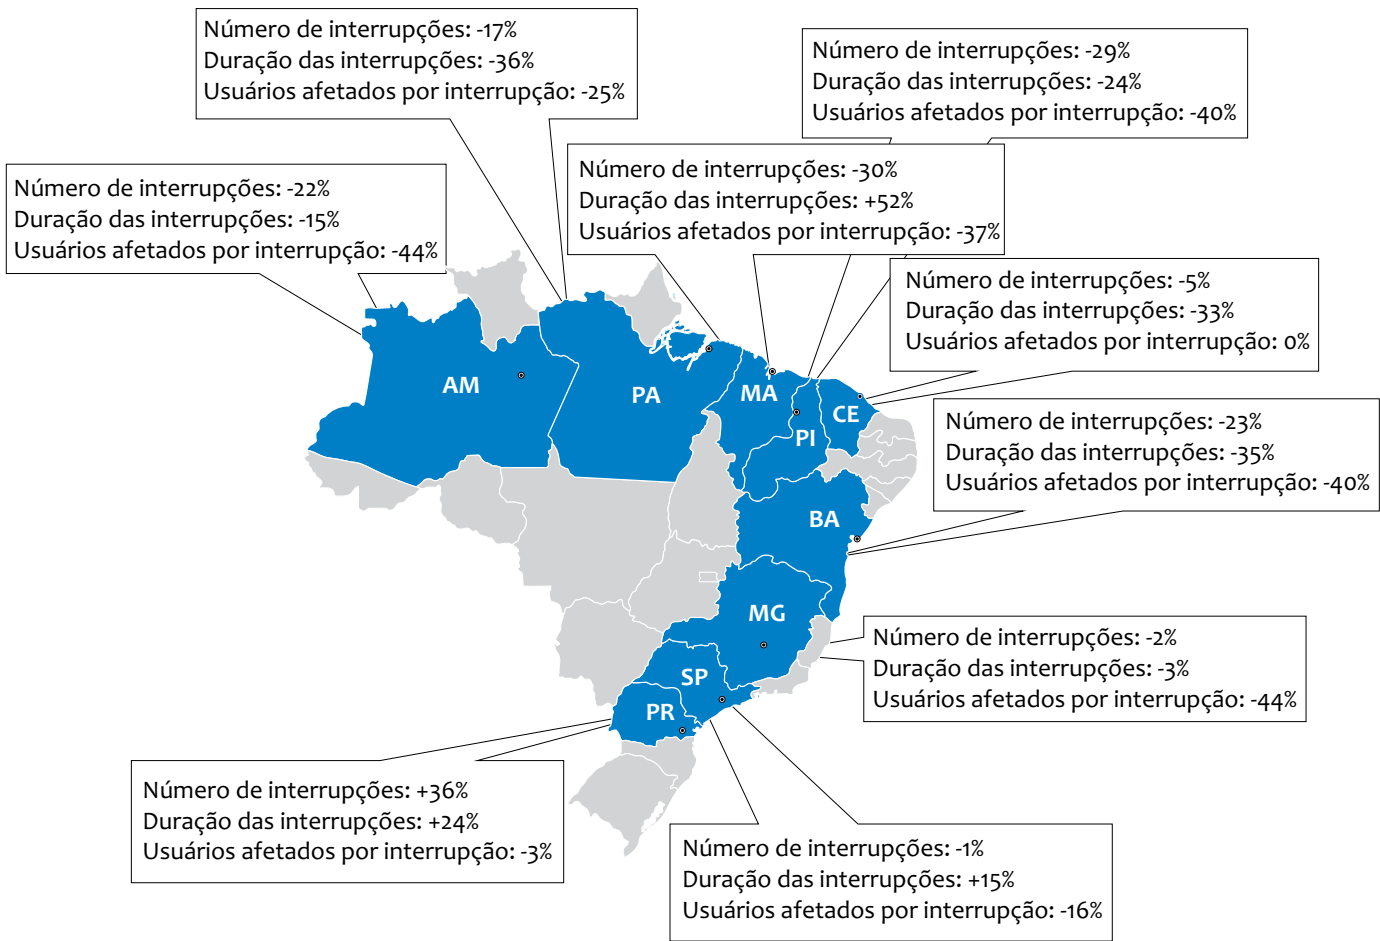 Número de interrupções: -17%
Duração das interrupções: -36%
Usuários afetados por interrupção: -25%
Número de interrupções: -29%
Duração das interrupções: -24%
Usuários afetados por interrupção: -40%
Número de interrupções: -30%
Duração das interrupções: +52%
Usuários afetados por interrupção: -37%
Número de interrupções: -22%
Duração das interrupções: -15%
Usuários afetados por interrupção: -44%
Número de interrupções: -5%
Duração das interrupções: -33%
Usuários afetados por interrupção: 0%
AM
PA
MA
PI
CE
Número de interrupções: -23%
Duração das interrupções: -35%
Usuários afetados por interrupção: -40%
BA
MG
Número de interrupções: -2%
Duração das interrupções: -3%
Usuários afetados por interrupção: -44%
SP
PR
Número de interrupções: +36%
Duração das interrupções: +24%
Usuários afetados por interrupção: -3%
Número de interrupções: -1%
Duração das interrupções: +15%
Usuários afetados por interrupção: -16%